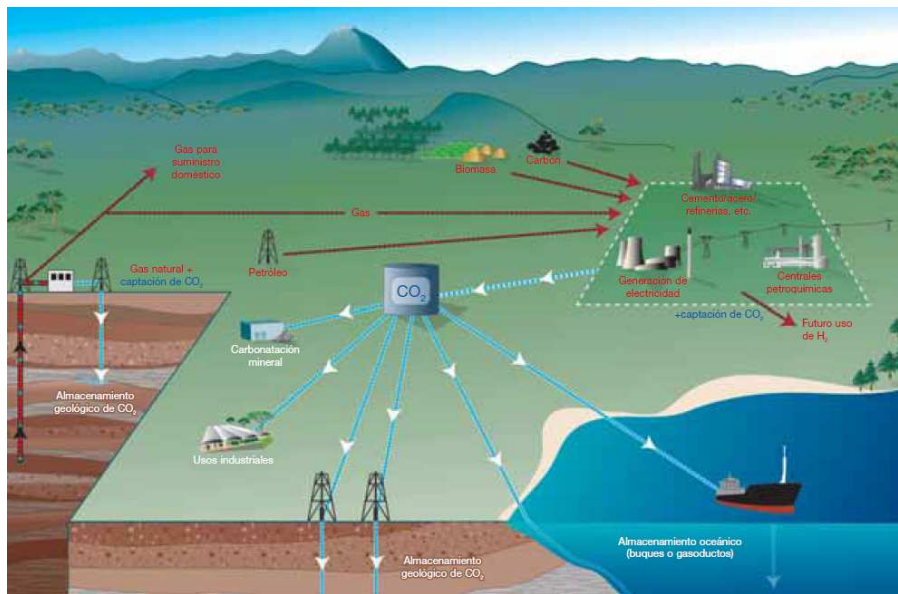 Gas para
suministro
doméstico
Biomasa
Carbón
Cemento/acero/
refinerías, etc.
Gas
Petróleo
Gas natural +
captación de CO₂
Generación de
electricidad
Centrales
petroquímicas
+captación de CO₂
Futuro uso
de H₂
CO₂
Carbonatación
mineral
Almacenamiento
geológico de CO₂
Usos industriales
Almacenamiento oceánico
(buques o gasoductos)
Almacenamiento
geológico de CO₂